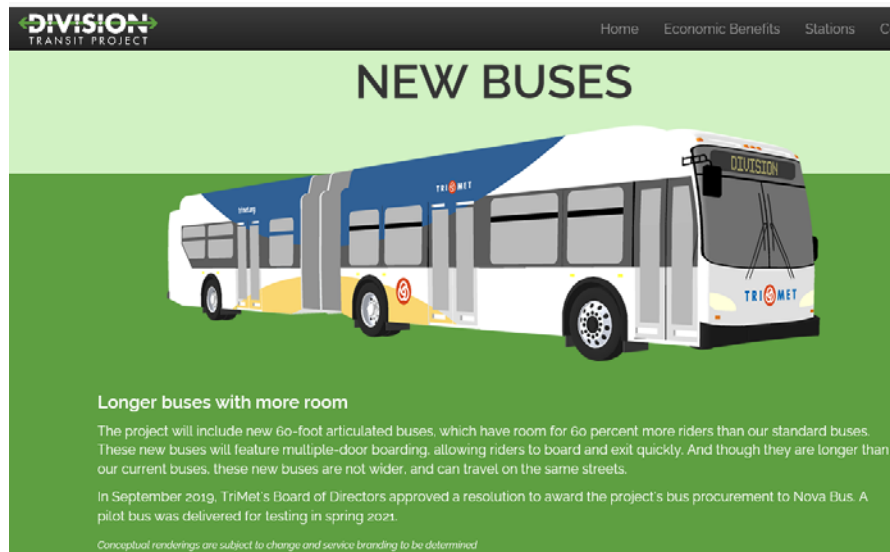 DIVISION
TRANSIT PROJECT
Home Economic Benefits Stations
NEW BUSES
DIVISION
TRI MET
trimet.org
TRI MET
Longer buses with more room
The project will include new 60-foot articulated buses, which have room for 60 percent more riders than our standard buses.
These new buses will feature multiple-door boarding, allowing riders to board and exit quickly. And though they are longer than
our current buses, these new buses are not wider, and can travel on the same streets.
In September 2019, TriMet's Board of Directors approved a resolution to award the project's bus procurement to Nova Bus. A
pilot bus was delivered for testing in spring 2021.
Conceptual renderings are subject to change and service branding to be determined